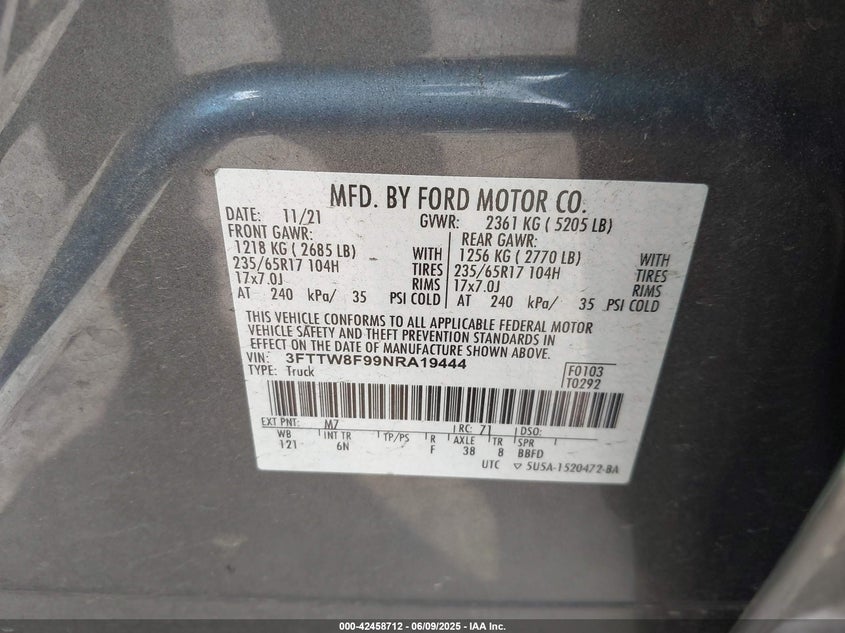 MFD. BY FORD MOTOR CO.
DATE: 11/21 GVWR: 2361 KG ( 5205 LB)
FRONT GAWR: REAR GAWR:
1218 KG ( 2685 LB) WITH 1256 KG ( 2770 LB) WITH
235/65R17 104H TIRES 235/65R17 104H TIRES
17x7.0J RIMS 17x7.0J RIMS
AT 240 kPa/ 35 PSI COLD AT 240 kPa/ 35 PSI COLD
THIS VEHICLE CONFORMS TO ALL APPLICABLE FEDERAL MOTOR
VEHICLE SAFETY AND THEFT PREVENTION STANDARDS IN
EFFECT ON THE DATE OF MANUFACTURE SHOWN ABOVE.
VIN: 3FTTW8F99NRA19444 F0103
TYPE: Truck T0292
EXT PNT: M7 RC: 71 DSO:
WB INT TR TP/PS R AXLE TR SPR
121 6N F 38 8 BBFD
UTC ▽ 5U5A-1520472-BA
000-42458712 - 06/09/2025 - IAA Inc.